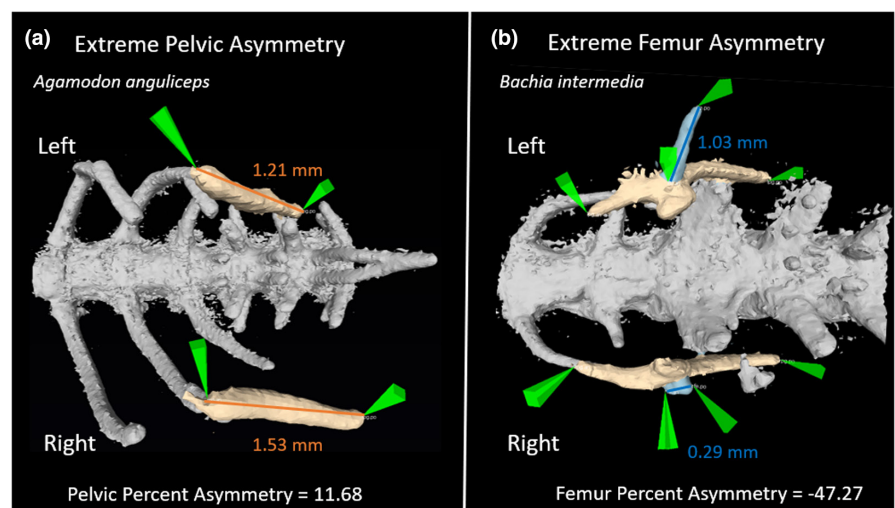 (a) Extreme Pelvic Asymmetry
Agamodon anguliceps
Left
1.21 mm
1.53 mm
Right
Pelvic Percent Asymmetry = 11.68
(b) Extreme Femur Asymmetry
Bachia intermedia
Left
1.03 mm
Right
0.29 mm
Femur Percent Asymmetry = -47.27